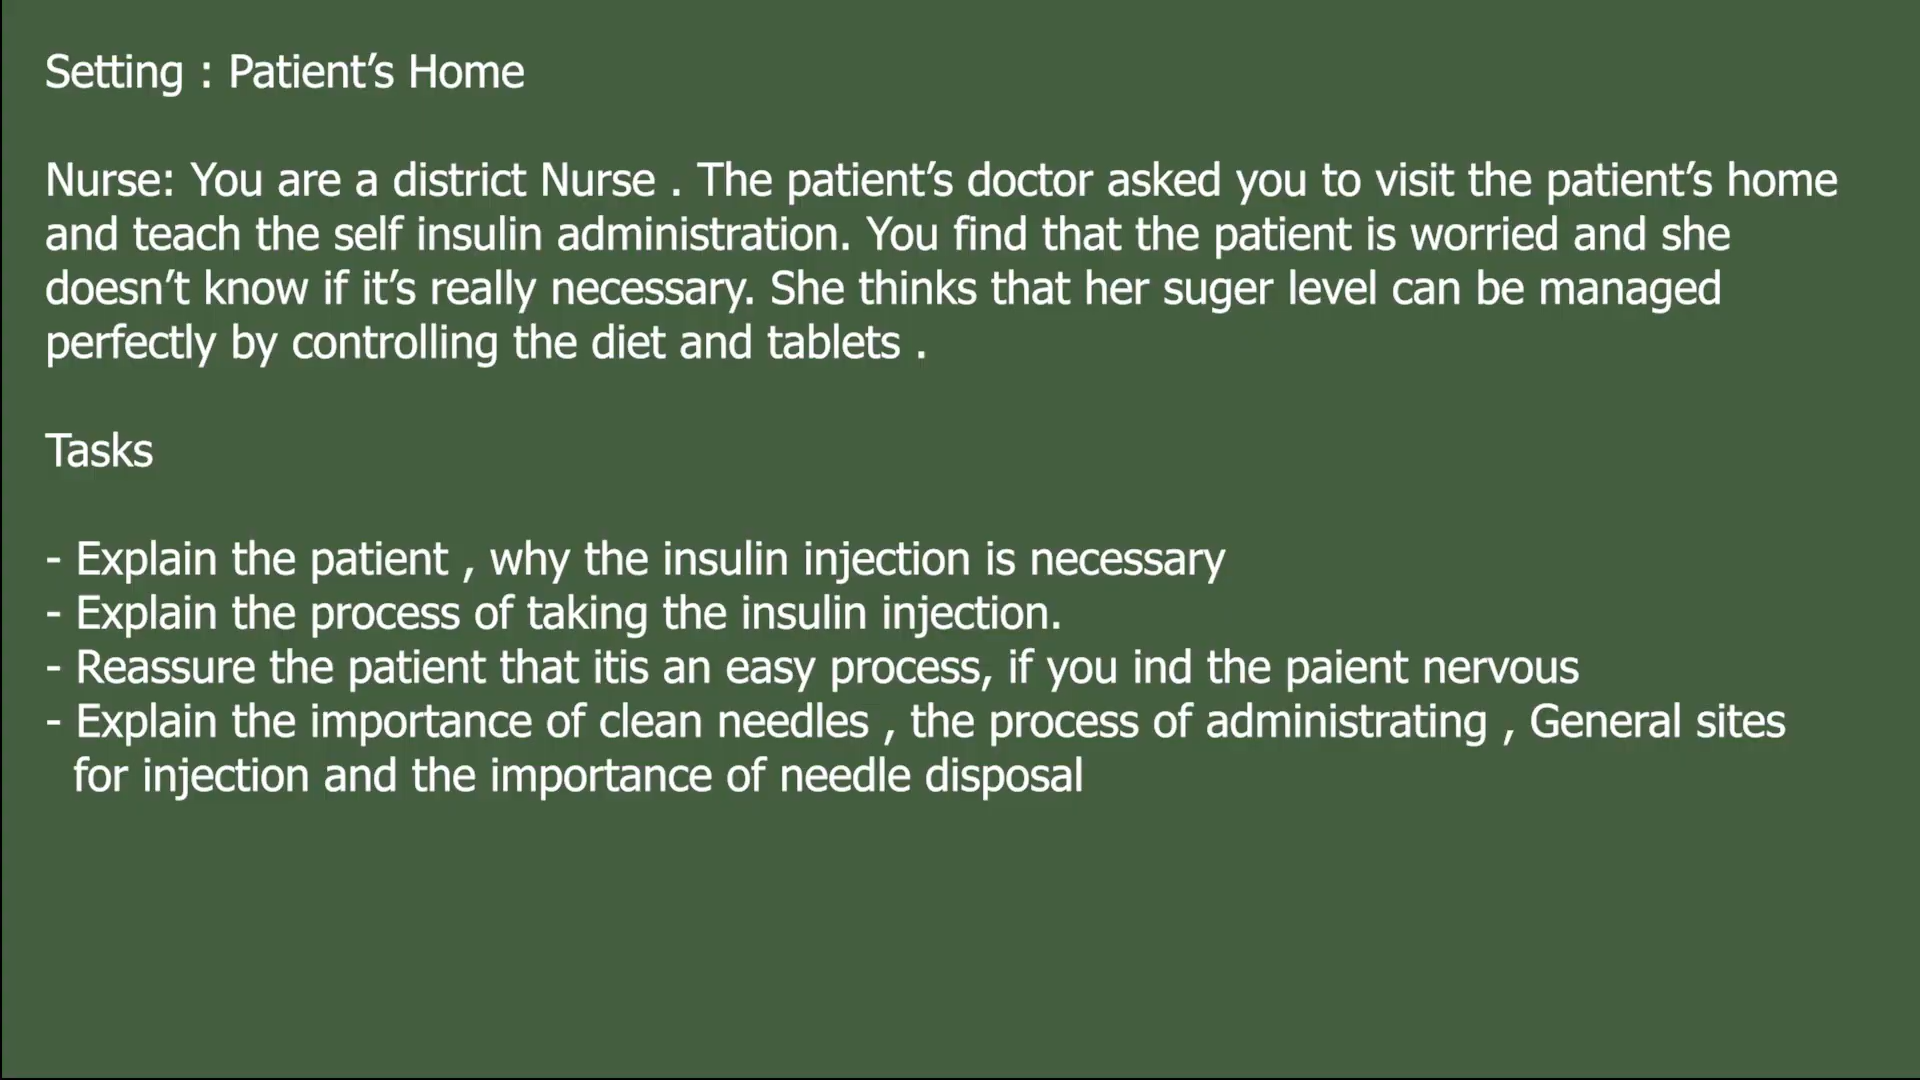 Setting : Patient’s Home
Nurse: You are a district Nurse . The patient’s doctor asked you to visit the patient’s home
and teach the self insulin administration. You find that the patient is worried and she
doesn’t know if it’s really necessary. She thinks that her suger level can be managed
perfectly by controlling the diet and tablets .
Tasks
- Explain the patient , why the insulin injection is necessary
- Explain the process of taking the insulin injection.
- Reassure the patient that itis an easy process, if you ind the paient nervous
- Explain the importance of clean needles , the process of administrating , General sites
for injection and the importance of needle disposal